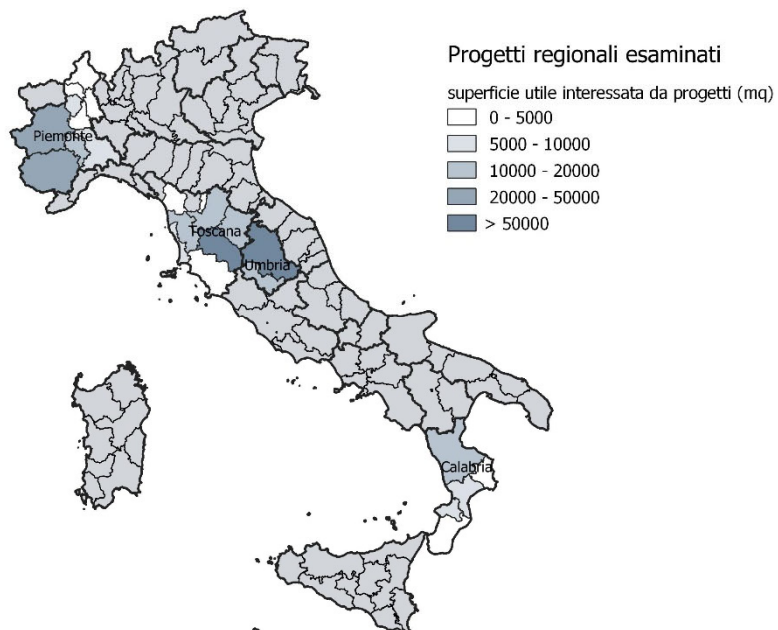 Progetti regionali esaminati
superficie utile interessata da progetti (mq)
0 - 5000
5000 - 10000
10000 - 20000
20000 - 50000
> 50000
Piemonte
Toscana
Umbria
Calabria